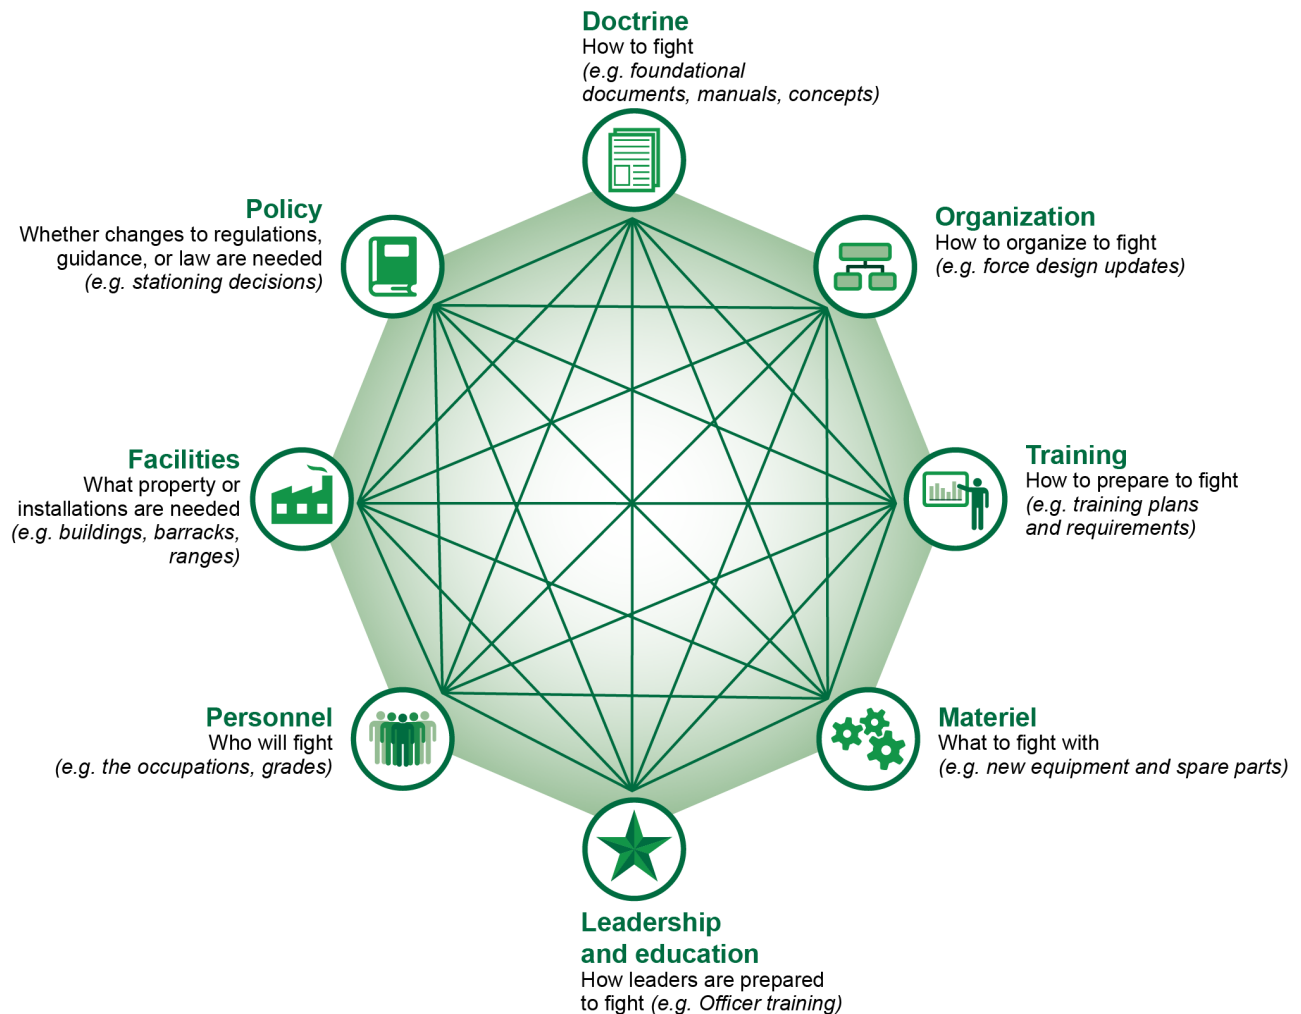 Doctrine
How to fight
(e.g. foundational
documents, manuals, concepts)
Organization
How to organize to fight
(e.g. force design updates)
Training
How to prepare to fight
(e.g. training plans
and requirements)
Materiel
What to fight with
(e.g. new equipment and spare parts)
Leadership
and education
How leaders are prepared
to fight (e.g. Officer training)
Personnel
Who will fight
(e.g. the occupations, grades)
Facilities
What property or
installations are needed
(e.g. buildings, barracks,
ranges)
Policy
Whether changes to regulations,
guidance, or law are needed
(e.g. stationing decisions)